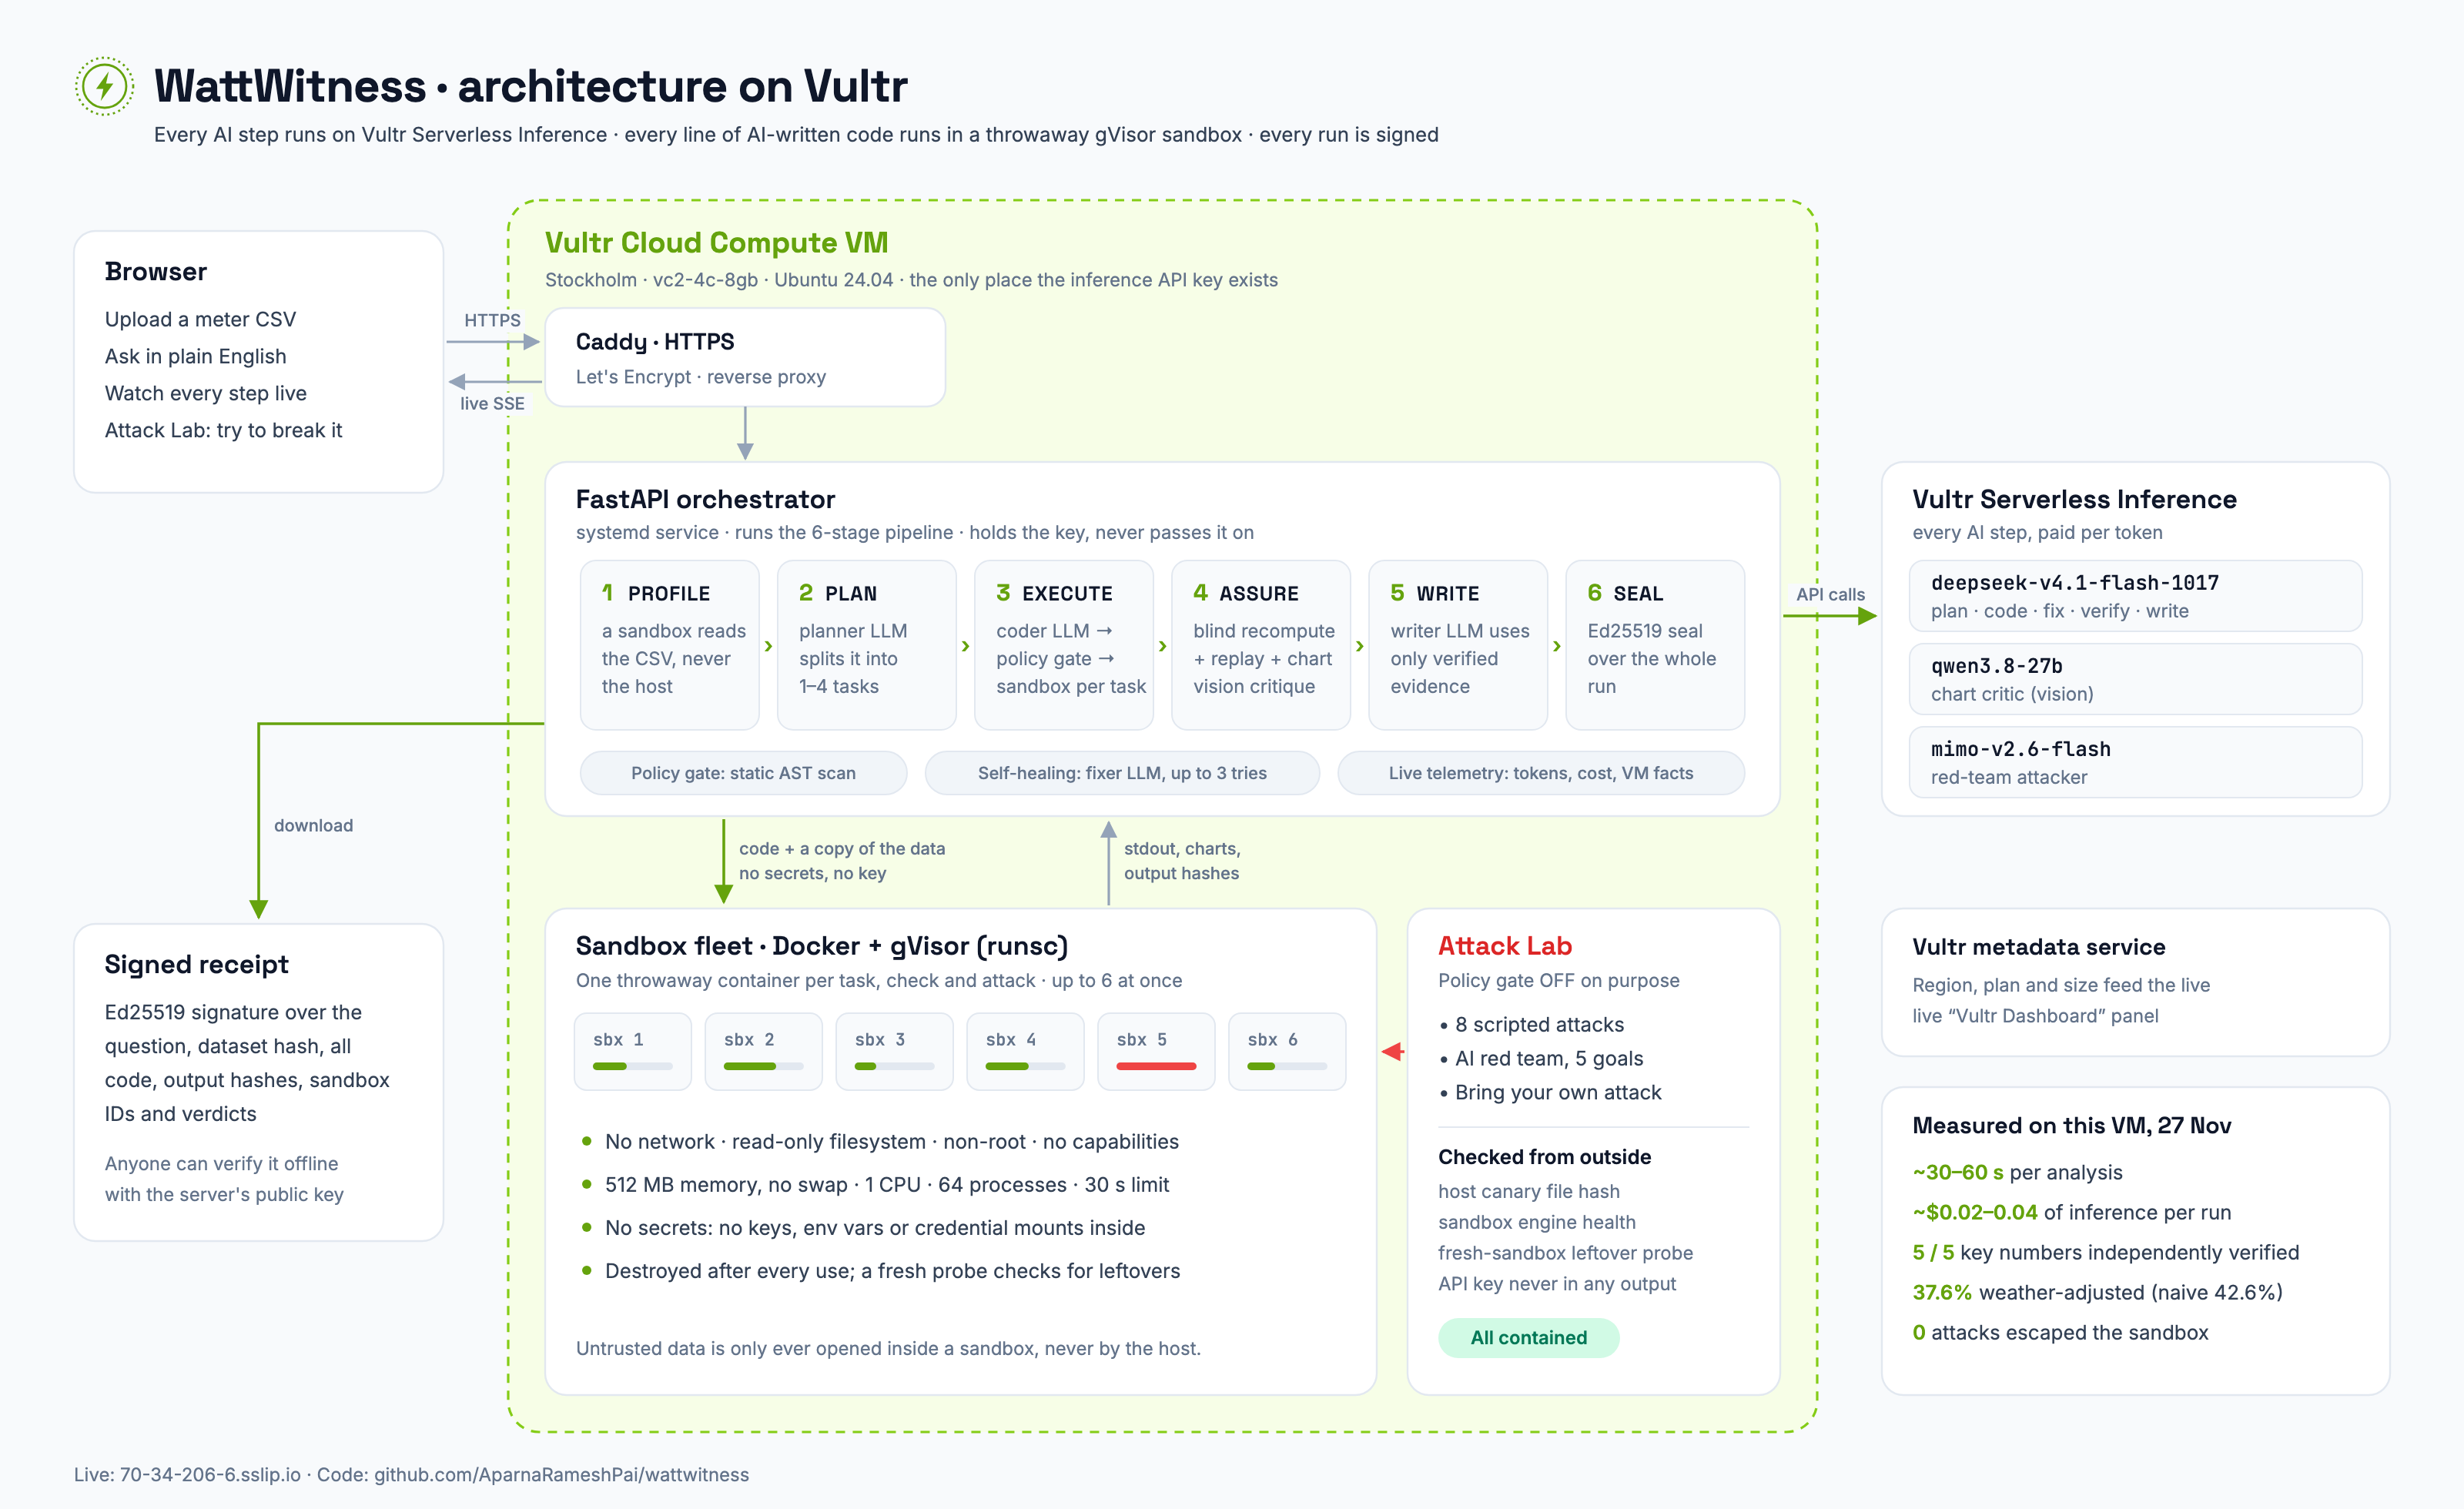 WattWitness · architecture on Vultr
Every AI step runs on Vultr Serverless Inference · every line of AI-written code runs in a throwaway gVisor sandbox · every run is signed
Browser
Upload a meter CSV
Ask in plain English
Watch every step live
Attack Lab: try to break it
HTTPS
live SSE
Vultr Cloud Compute VM
Stockholm · vc2-4c-8gb · Ubuntu 24.04 · the only place the inference API key exists
Caddy · HTTPS
Let's Encrypt · reverse proxy
FastAPI orchestrator
systemd service · runs the 6-stage pipeline · holds the key, never passes it on
1 PROFILE
a sandbox reads
the CSV, never
the host
›
2 PLAN
planner LLM
splits it into
1–4 tasks
›
3 EXECUTE
coder LLM →
policy gate →
sandbox per task
›
4 ASSURE
blind recompute
+ replay + chart
vision critique
›
5 WRITE
writer LLM uses
only verified
evidence
›
6 SEAL
Ed25519 seal
over the whole
run
Policy gate: static AST scan
Self-healing: fixer LLM, up to 3 tries
Live telemetry: tokens, cost, VM facts
API calls
Vultr Serverless Inference
every AI step, paid per token
deepseek-v4.1-flash-1017
plan · code · fix · verify · write
qwen3.8-27b
chart critic (vision)
mimo-v2.6-flash
red-team attacker
download
code + a copy of the data
no secrets, no key
stdout, charts,
output hashes
Signed receipt
Ed25519 signature over the
question, dataset hash, all
code, output hashes, sandbox
IDs and verdicts
Anyone can verify it offline
with the server's public key
Sandbox fleet · Docker + gVisor (runsc)
One throwaway container per task, check and attack · up to 6 at once
sbx 1
sbx 2
sbx 3
sbx 4
sbx 5
sbx 6
• No network · read-only filesystem · non-root · no capabilities
• 512 MB memory, no swap · 1 CPU · 64 processes · 30 s limit
• No secrets: no keys, env vars or credential mounts inside
• Destroyed after every use; a fresh probe checks for leftovers
Untrusted data is only ever opened inside a sandbox, never by the host.
Attack Lab
Policy gate OFF on purpose
• 8 scripted attacks
• AI red team, 5 goals
• Bring your own attack
Checked from outside
host canary file hash
sandbox engine health
fresh-sandbox leftover probe
API key never in any output
All contained
Vultr metadata service
Region, plan and size feed the live
live “Vultr Dashboard” panel
Measured on this VM, 27 Nov
~30–60 s per analysis
~$0.02–0.04 of inference per run
5 / 5 key numbers independently verified
37.6% weather-adjusted (naive 42.6%)
0 attacks escaped the sandbox
Live: 70-34-206-6.sslip.io · Code: github.com/AparnaRameshPai/wattwitness